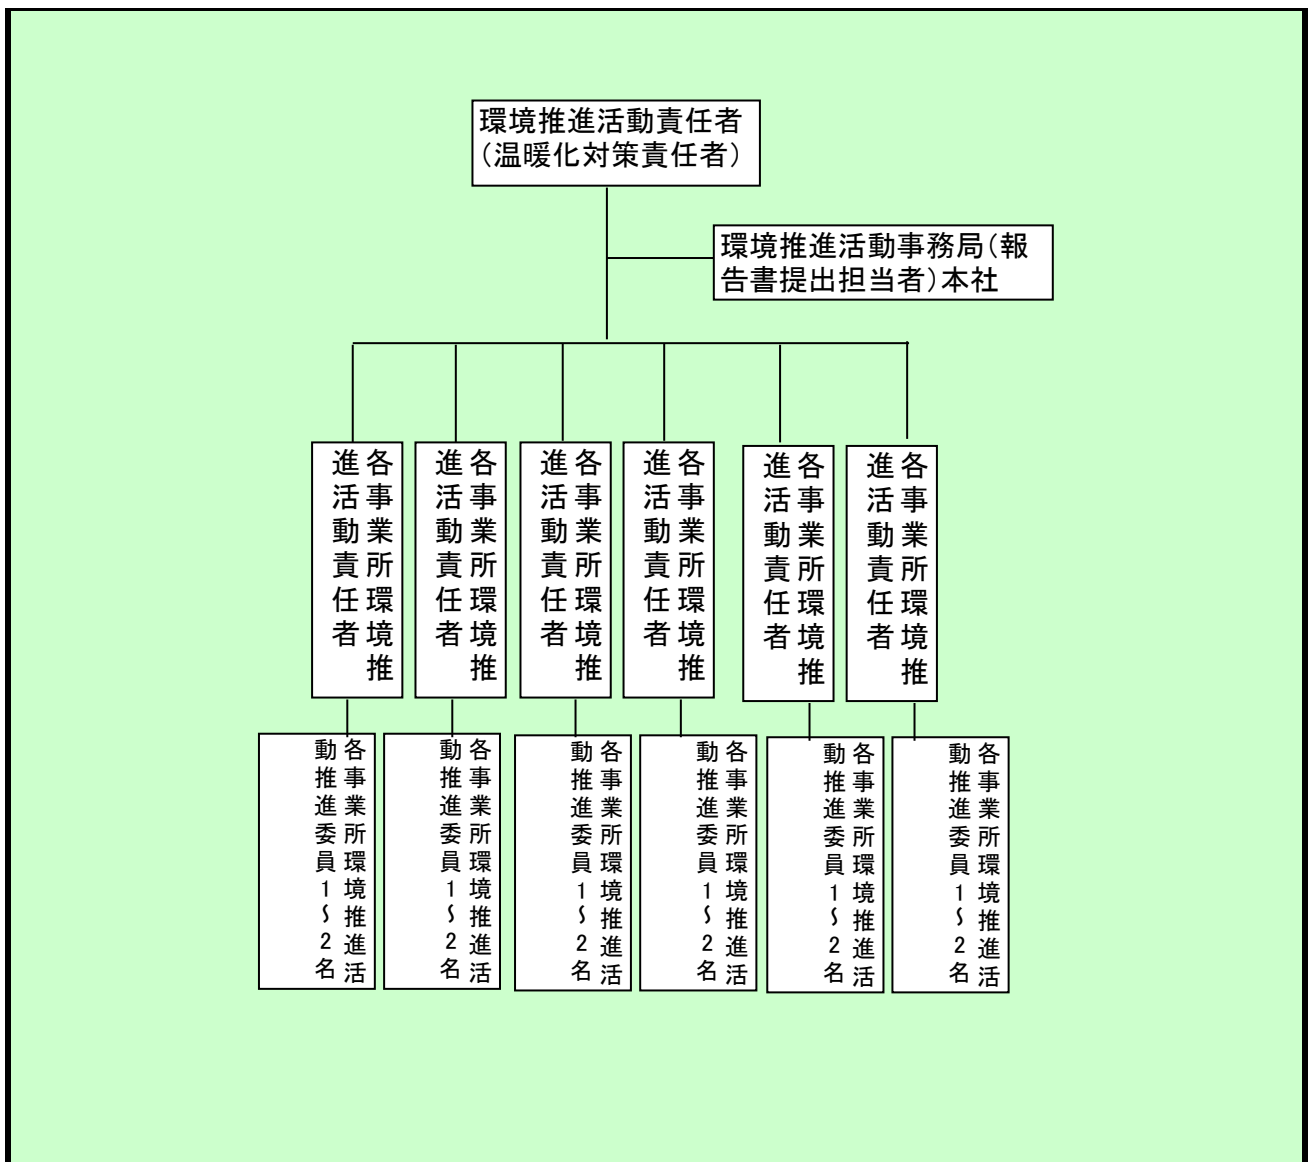 環境推進活動責任者
（温暖化対策責任者）
環境推進活動事務局（報
告書提出担当者）本社
各事業所環境推
進活動責任者
各事業所環境推
進活動責任者
各事業所環境推
進活動責任者
各事業所環境推
進活動責任者
各事業所環境推
進活動責任者
各事業所環境推
進活動責任者
各事業所環境推進活
動推進委員1～2名
各事業所環境推進活
動推進委員1～2名
各事業所環境推進活
動推進委員1～2名
各事業所環境推進活
動推進委員1～2名
各事業所環境推進活
動推進委員1～2名
各事業所環境推進活
動推進委員1～2名